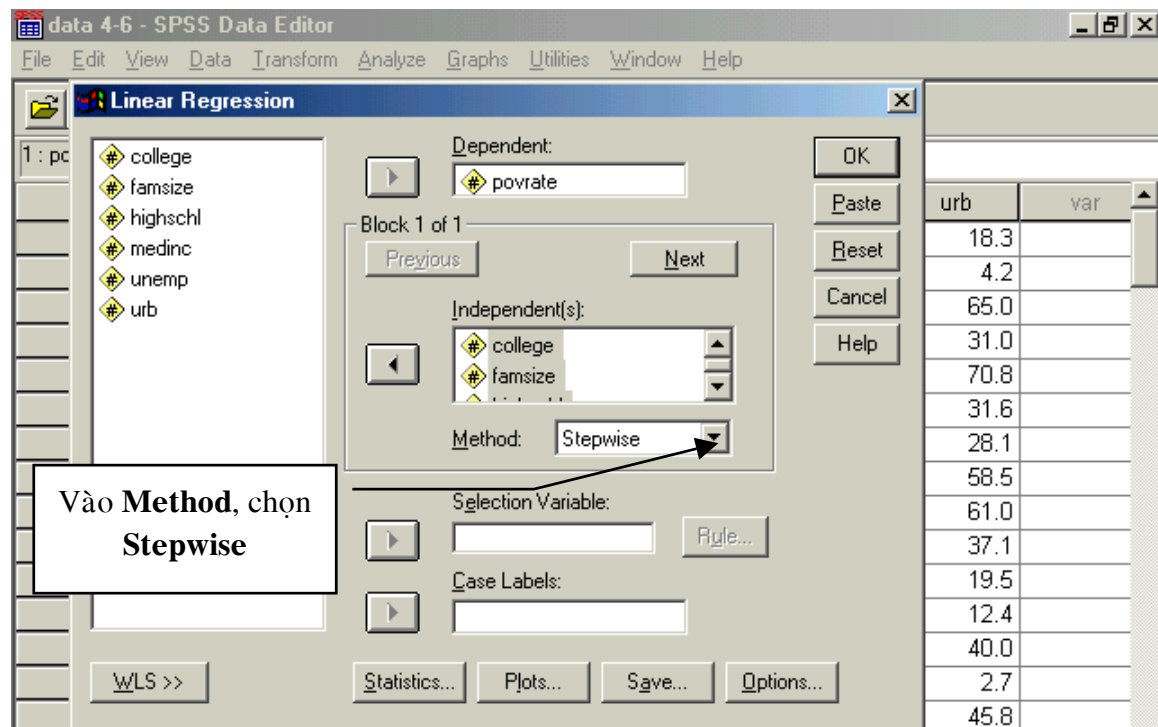 data 4-6 - SPSS Data Editor
File Edit View Data Transform Analyze Graphs Utilities Window Help
Linear Regression
1 : po
college
famsize
highschl
medinc
unemp
urb
Dependent:
povrate
Block 1 of 1
Previous Next
Independent(s):
college
famsize
Method: Stepwise
Selection Variable:
Rule...
Case Labels:
WLS >> Statistics... Plots... Save... Options...
OK
Paste
Reset
Cancel
Help
Vào Method, chọn
Stepwise
urb var
18.3
4.2
65.0
31.0
70.8
31.6
28.1
58.5
61.0
37.1
19.5
12.4
40.0
2.7
45.8